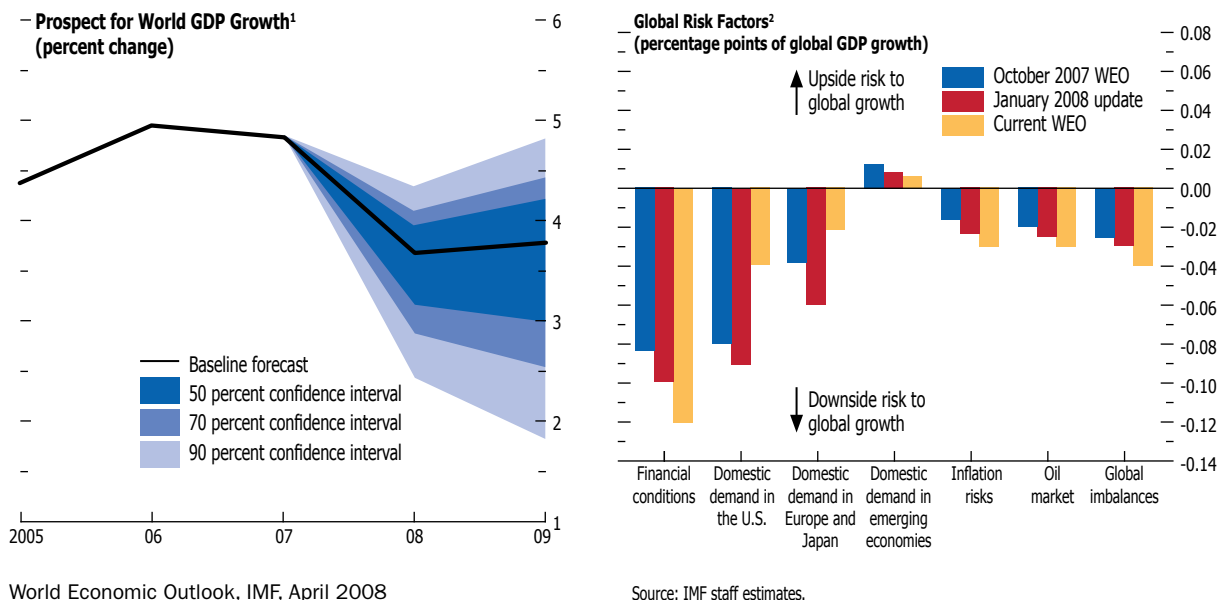 Prospect for World GDP Growth¹
(percent change)
6
5
4
3
2
1
Baseline forecast
50 percent confidence interval
70 percent confidence interval
90 percent confidence interval
2005 06 07 08 09
World Economic Outlook, IMF, April 2008
Global Risk Factors²
(percentage points of global GDP growth)
Upside risk to
global growth
October 2007 WEO
January 2008 update
Current WEO
0.08
0.06
0.04
0.02
0.00
-0.02
-0.04
-0.06
-0.08
-0.10
-0.12
-0.14
Downside risk to
global growth
Financial
conditions
Domestic
demand in
the U.S.
Domestic
demand in
Europe and
Japan
Domestic
demand in
emerging
economies
Inflation
risks
Oil
market
Global
imbalances
Source: IMF staff estimates.